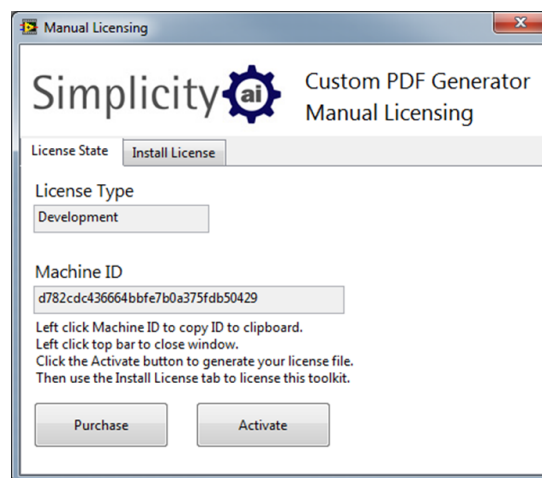 Manual Licensing
Simplicity ai
Custom PDF Generator
Manual Licensing
License State
Install License
License Type
Development
Machine ID
d782cdc436664bbfe7b0a375fdb50429
Left click Machine ID to copy ID to clipboard.
Left click top bar to close window.
Click the Activate button to generate your license file.
Then use the Install License tab to license this toolkit.
Purchase
Activate